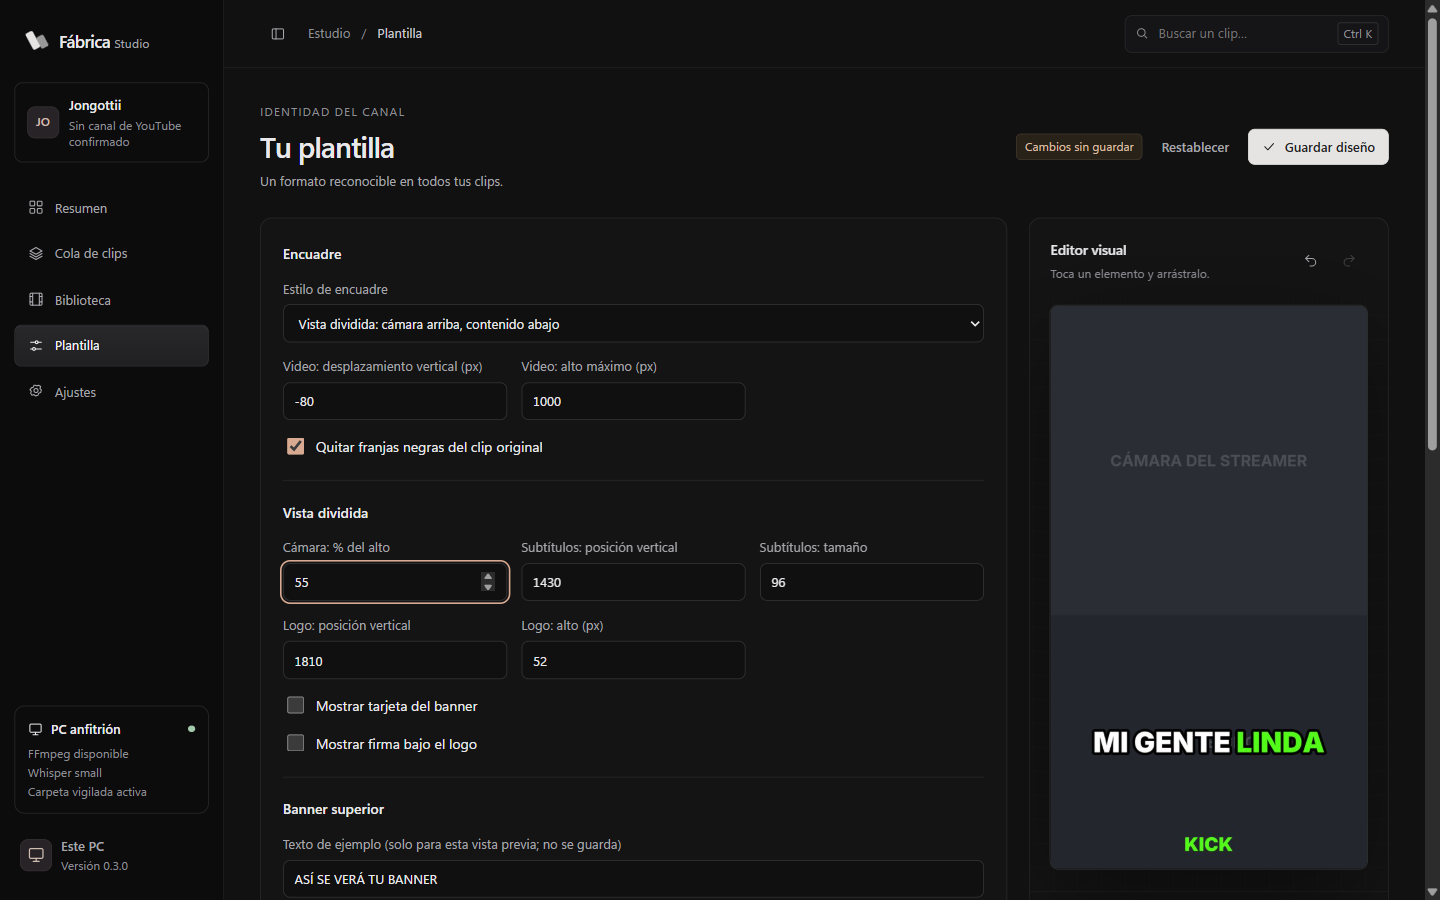 Fábrica Studio
Estudio / Plantilla
Buscar un clip...
Ctrl K
JO
Jongottii
Sin canal de YouTube
confirmado
Resumen
Cola de clips
Biblioteca
Plantilla
Ajustes
PC anfitrión
FFmpeg disponible
Whisper small
Carpeta vigilada activa
Este PC
Versión 0.3.0
IDENTIDAD DEL CANAL
Tu plantilla
Un formato reconocible en todos tus clips.
Cambios sin guardar
Restablecer
Guardar diseño
Encuadre
Estilo de encuadre
Vista dividida: cámara arriba, contenido abajo
Video: desplazamiento vertical (px)
Video: alto máximo (px)
-80
1000
Quitar franjas negras del clip original
Vista dividida
Cámara: % del alto
Subtítulos: posición vertical
Subtítulos: tamaño
55
1430
96
Logo: posición vertical
Logo: alto (px)
1810
52
Mostrar tarjeta del banner
Mostrar firma bajo el logo
Banner superior
Texto de ejemplo (solo para esta vista previa; no se guarda)
ASÍ SE VERÁ TU BANNER
Editor visual
Toca un elemento y arrástralo.
CÁMARA DEL STREAMER
MI GENTE LINDA
KICK